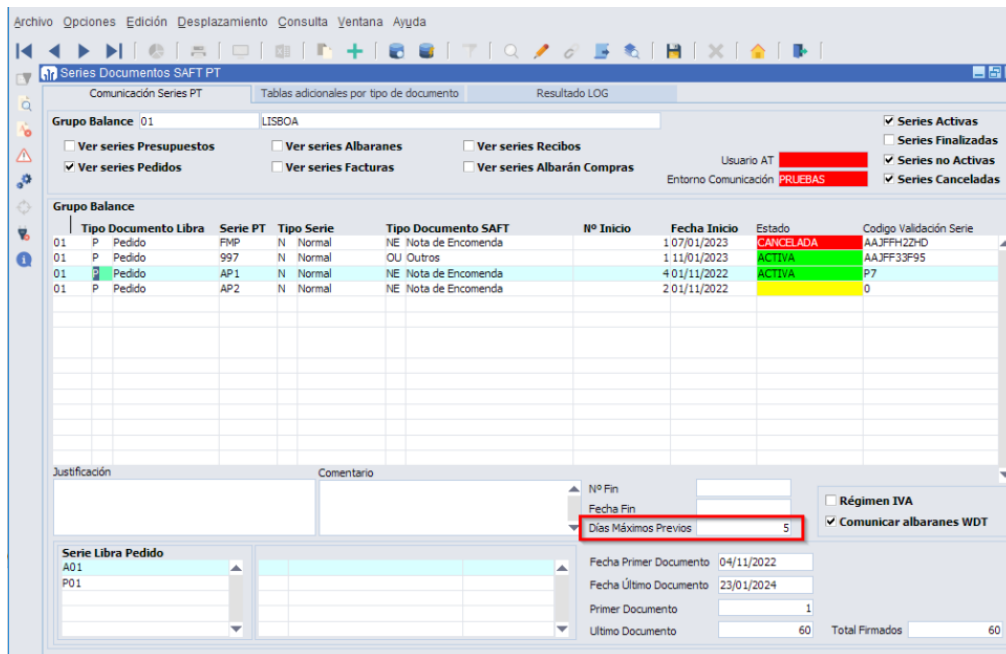 Archivo Opciones Edición Desplazamiento Consulta Ventana Ayuda
Series Documentos SAFT PT
Comunicación Series PT Tablas adicionales por tipo de documento Resultado LOG
Grupo Balance 01 LISBOA
Series Activas
Series Finalizadas
Series no Activas
Series Canceladas
Ver series Presupuestos Ver series Albaranes Ver series Recibos
Ver series Pedidos Ver series Facturas Ver series Albarán Compras
Usuario AT
Entorno Comunicación PRUEBAS
Grupo Balance
Tipo Documento Libra Serie PT Tipo Serie Tipo Documento SAFT Nº Inicio Fecha Inicio Estado Codigo Validación Serie
01 P Pedido FMP N Normal NE Nota de Encomenda 1 07/01/2023 CANCELADA AAJFFH2ZHD
01 P Pedido 997 N Normal OU Outros 1 11/01/2023 ACTIVA AAJFF33F95
01 P Pedido AP1 N Normal NE Nota de Encomenda 4 01/11/2022 ACTIVA P7
01 P Pedido AP2 N Normal NE Nota de Encomenda 2 01/11/2022 0
Justificación Comentario
Nº Fin
Fecha Fin
Días Máximos Previos 5
Régimen IVA
Comunicar albaranes WDT
Serie Libra Pedido
A01
P01
Fecha Primer Documento 04/11/2022
Fecha Último Documento 23/01/2024
Primer Documento 1
Ultimo Documento 60 Total Firmados 60